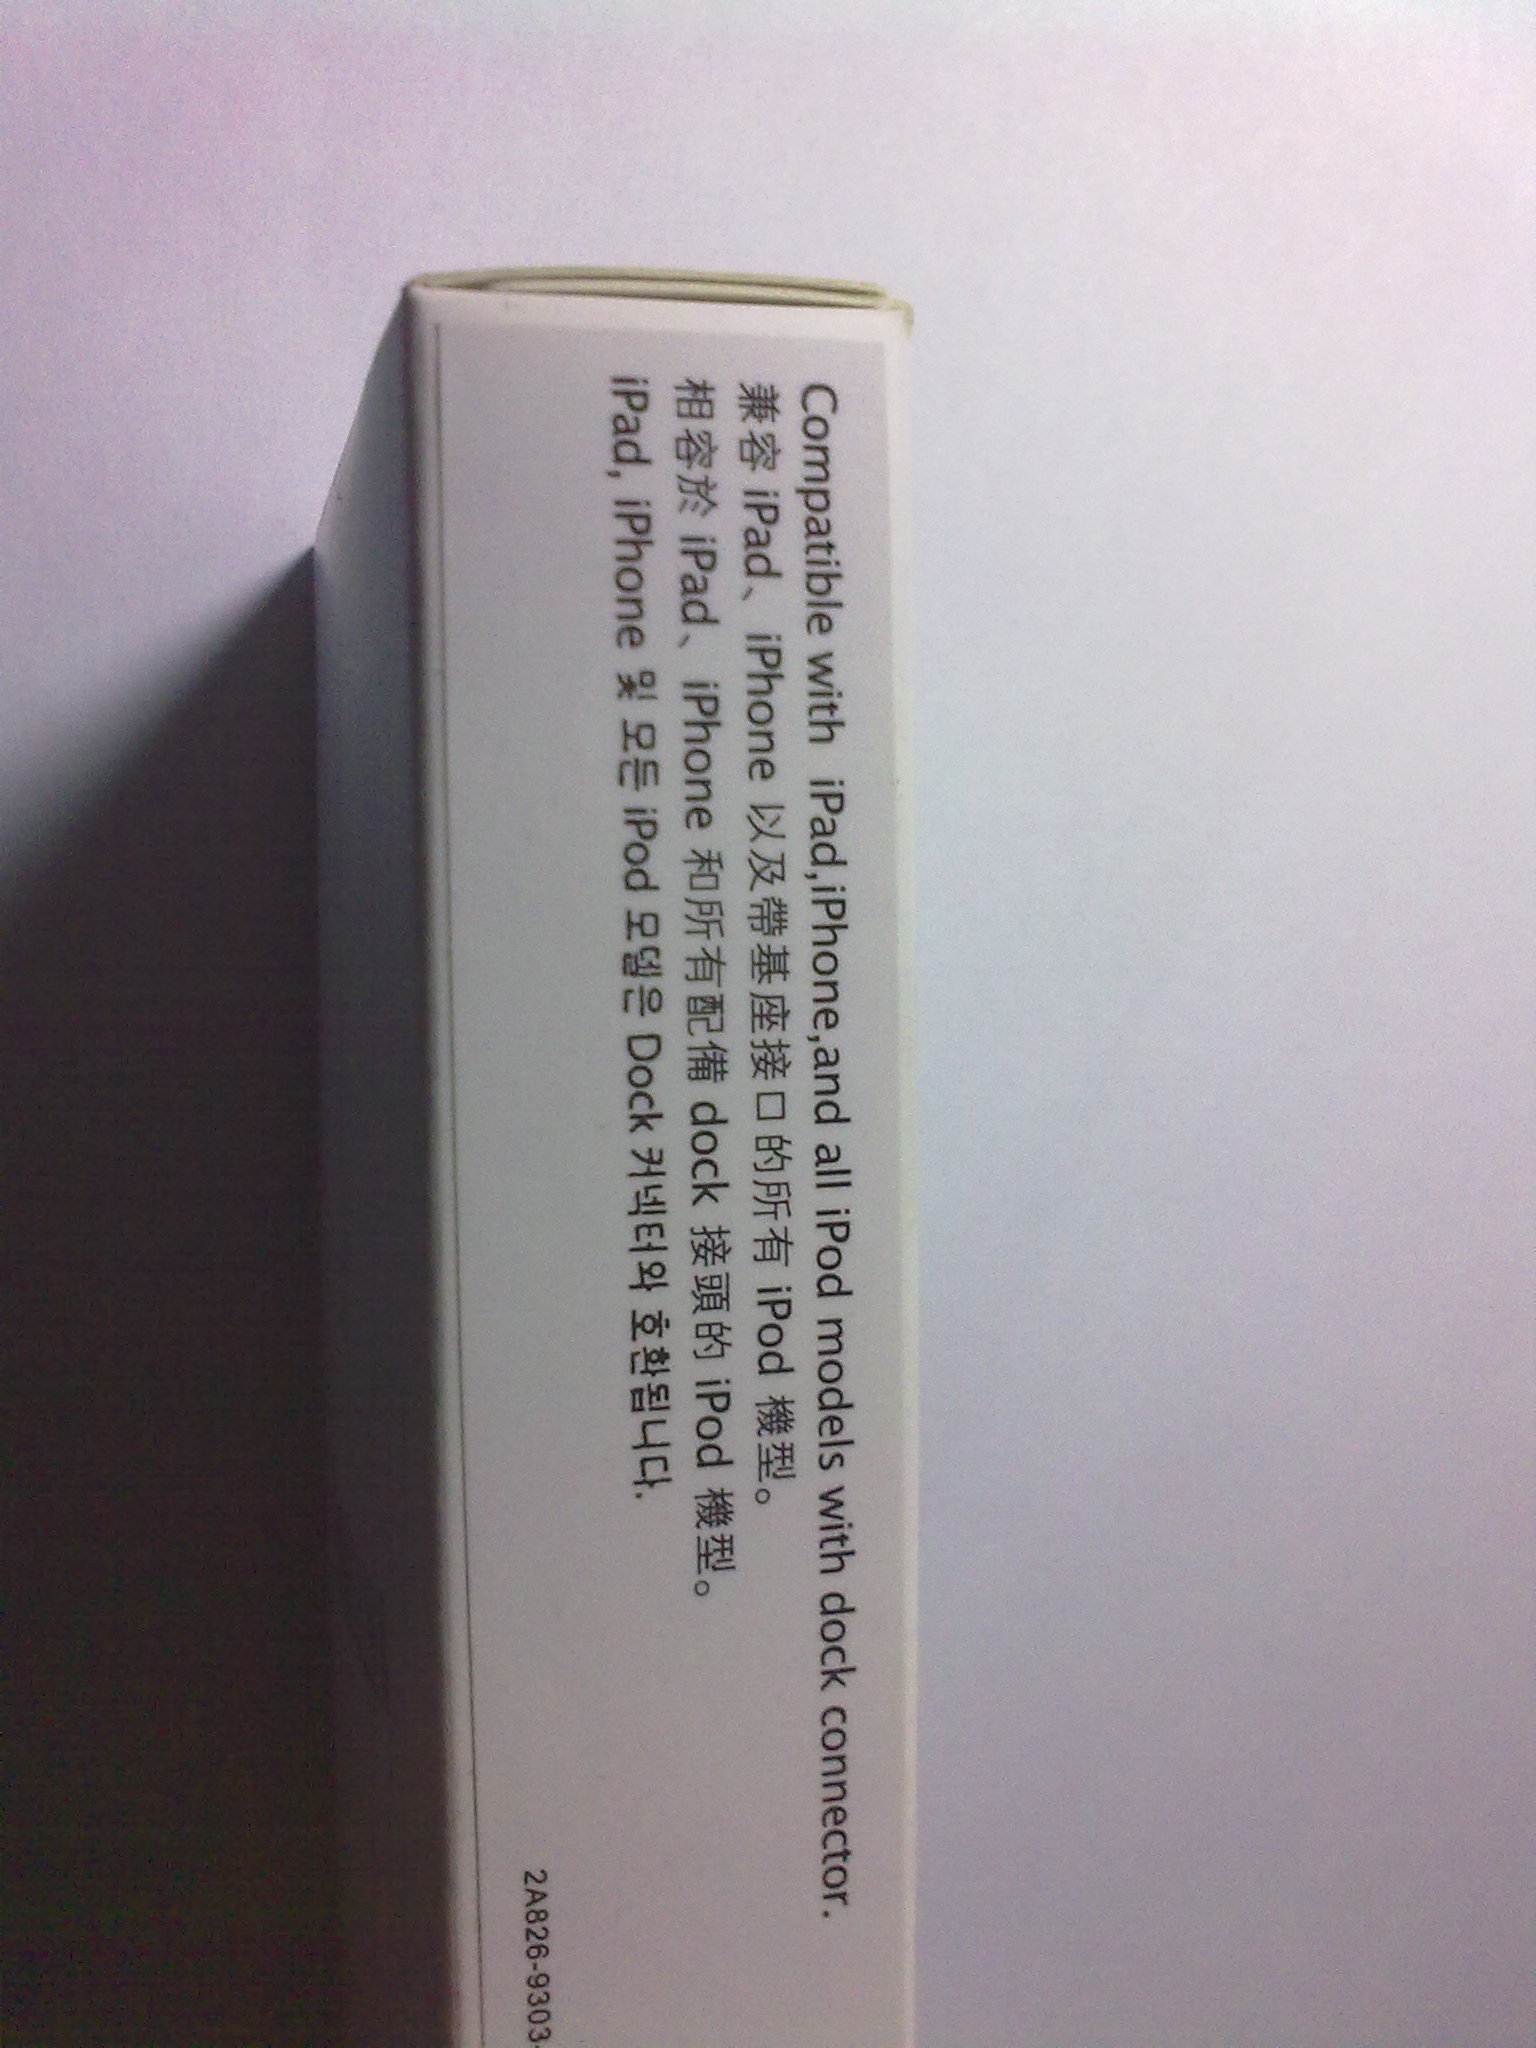 Compatible with iPad,iPhone,and all iPod models with dock connector.
兼容 iPad、iPhone 以及帶基座接口的所有 iPod 機型。
相容於 iPad、iPhone 和所有配備 dock 接頭的 iPod 機型。
iPad, iPhone 및 모든 iPod 모델은 Dock 커넥터와 호환됩니다.
2A826-9303-